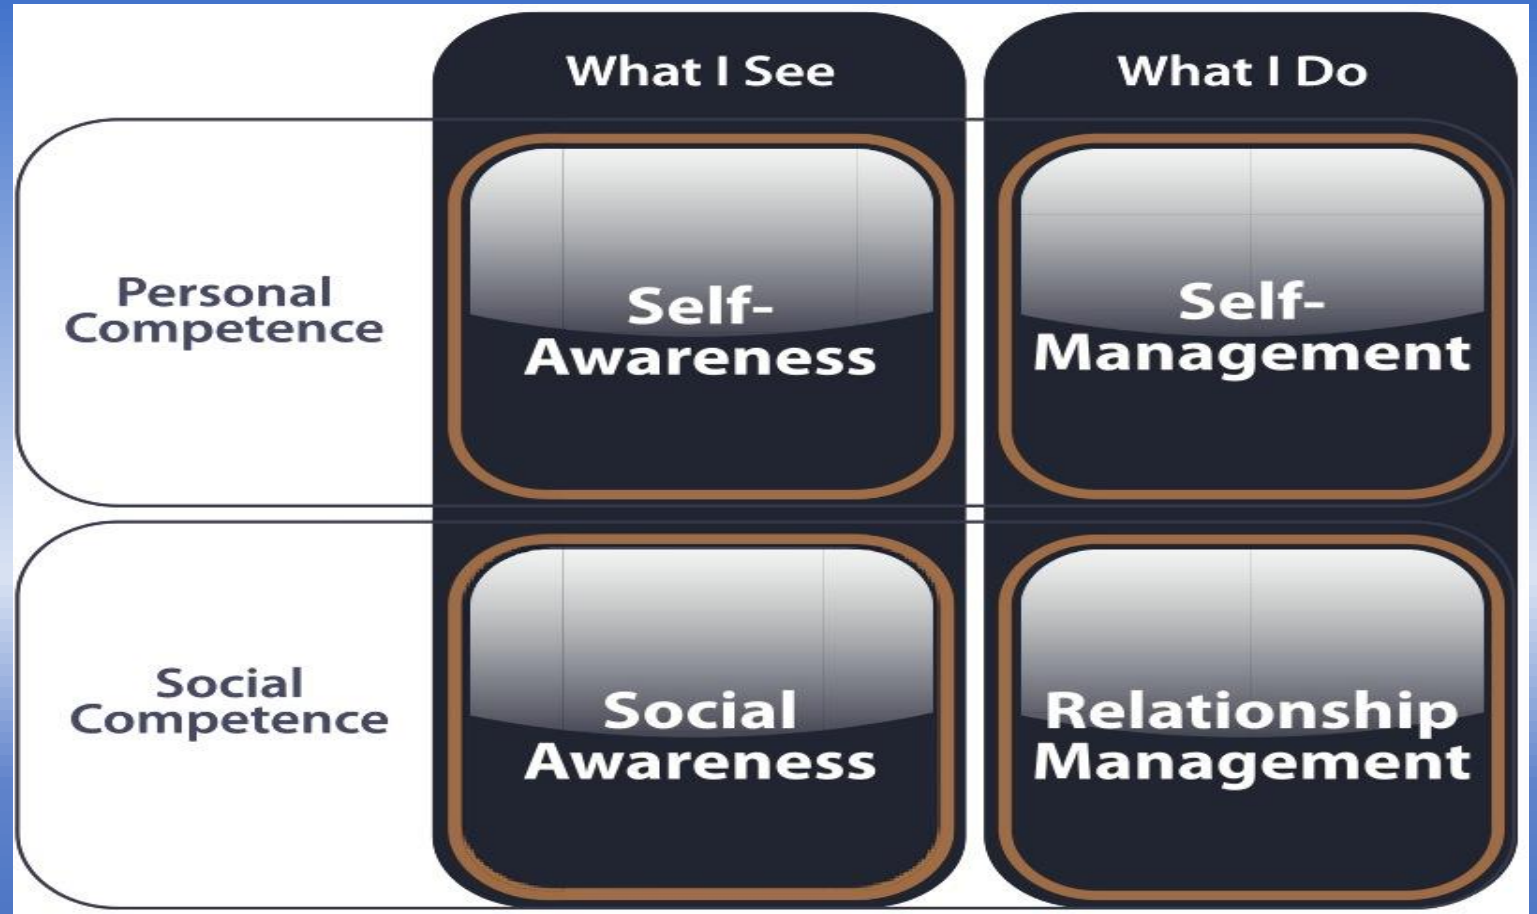 What I See
What I Do
Personal
Competence
Self-
Awareness
Self-
Management
Social
Competence
Social
Awareness
Relationship
Management